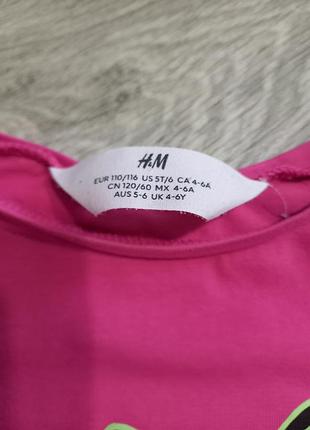 H&M
EUR 110/116 US 5T/6 CA 4-6A
CN 120/60 MX 4-6A
AUS 5-6 UK 4-6Y